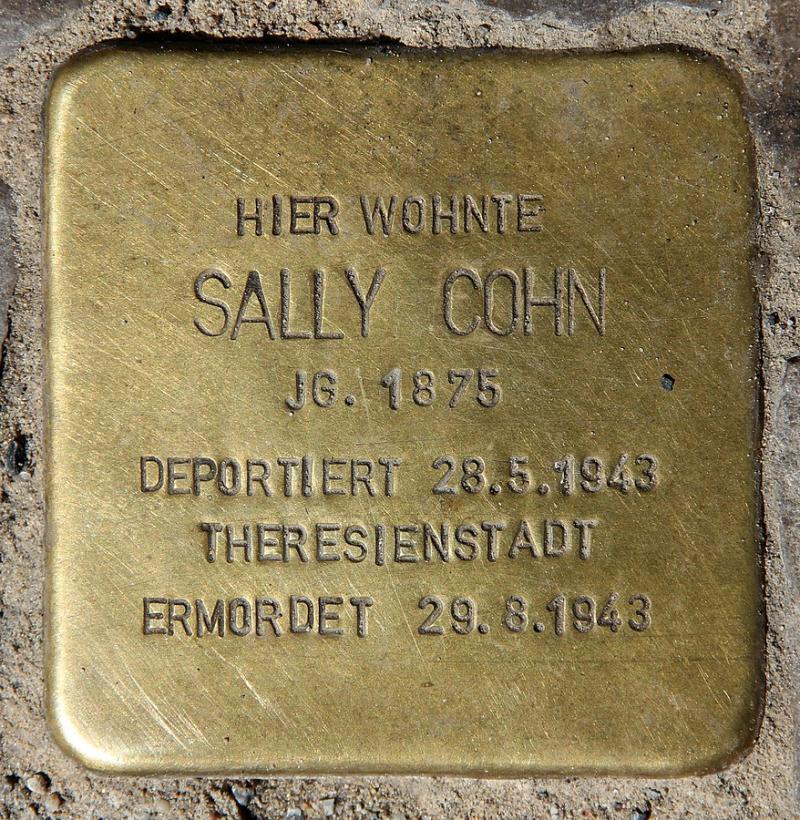 HIER WOHNTE
SALLY COHN
JG. 1875
DEPORTIERT 28.5.1943
THERESIENSTADT
ERMORDET 29.8.1943